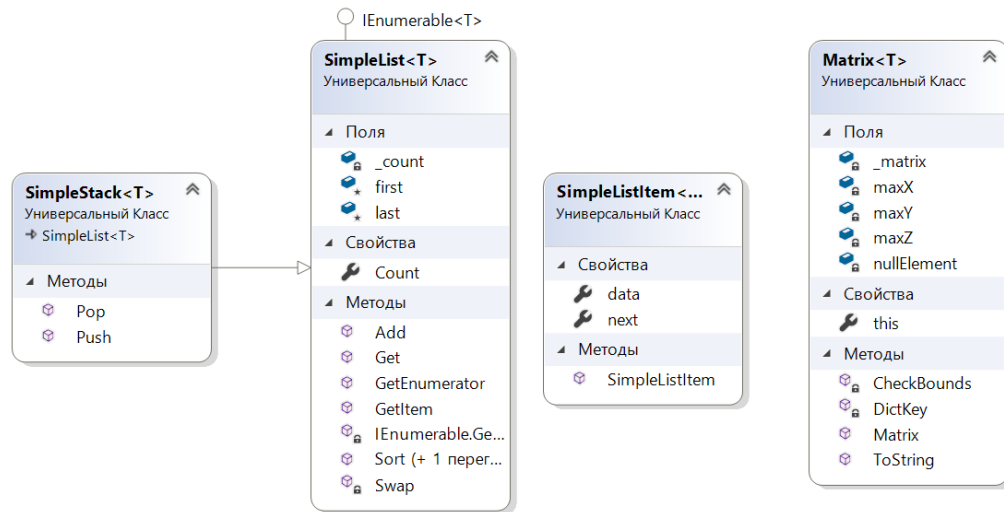 IEnumerable<T>
SimpleStack<T>
Универсальный Класс
SimpleList<T>
Методы
Pop
Push
SimpleList<T>
Универсальный Класс
Поля
_count
first
last
Свойства
Count
Методы
Add
Get
GetEnumerator
GetItem
IEnumerable.Ge...
Sort (+ 1 перег...
Swap
SimpleListItem<...
Универсальный Класс
Свойства
data
next
Методы
SimpleListItem
Matrix<T>
Универсальный Класс
Поля
_matrix
maxX
maxY
maxZ
nullElement
Свойства
this
Методы
CheckBounds
DictKey
Matrix
ToString